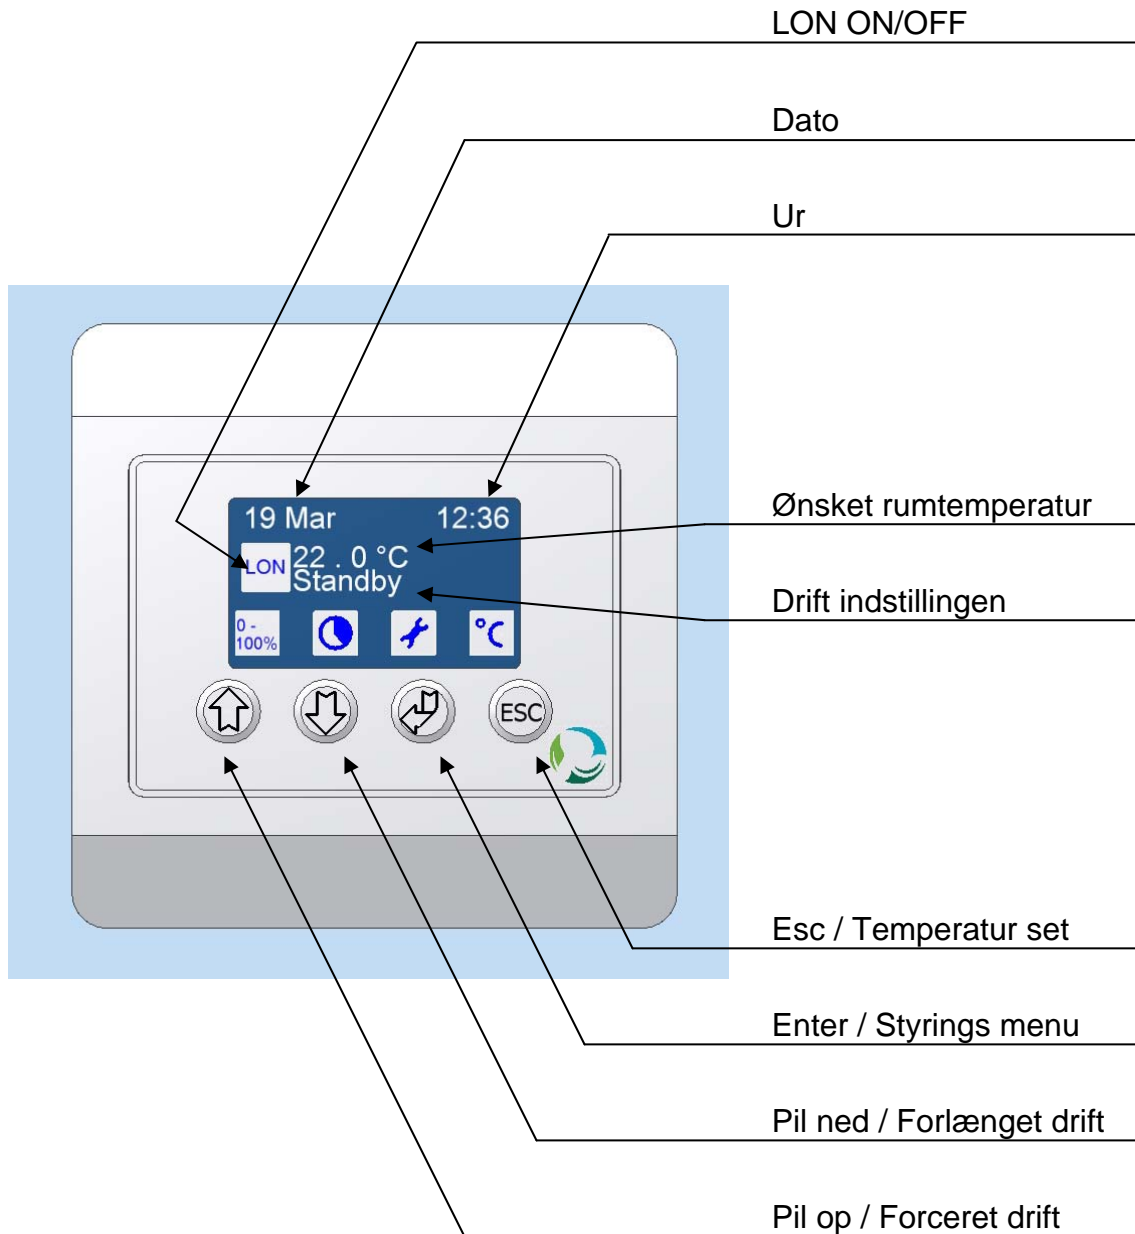 LON ON/OFF
Dato
Ur
19 Mar 12:36
Ønsket rumtemperatur
LON 22 . 0 °C
Standby
Drift indstillingen
0 -
100%
°C
ESC
Esc / Temperatur set
Enter / Styrings menu
Pil ned / Forlænget drift
Pil op / Forceret drift